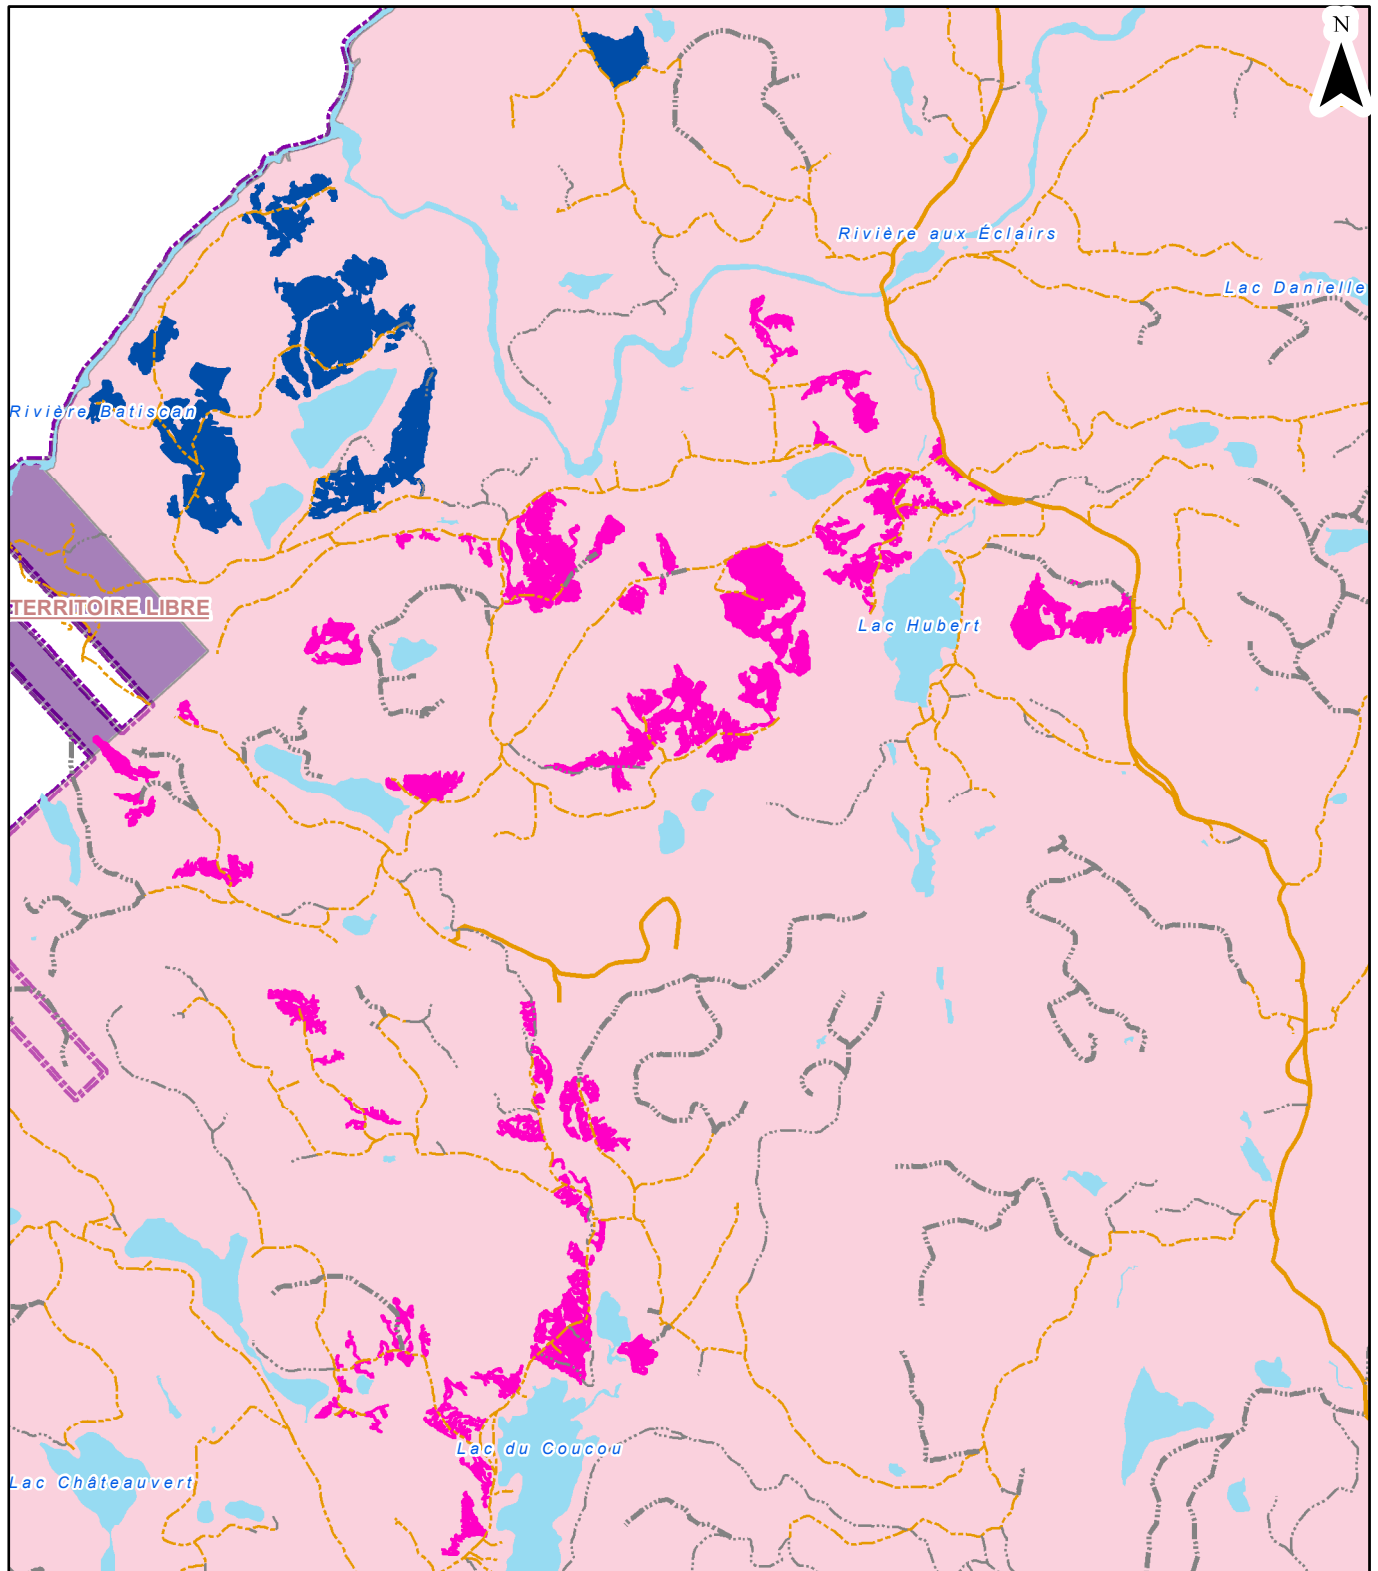 N
Rivière aux Éclairs
Lac Danielle
Rivière Batiscan
TERRITOIRE LIBRE
Lac Hubert
Lac du Coucou
Lac Châteauvert